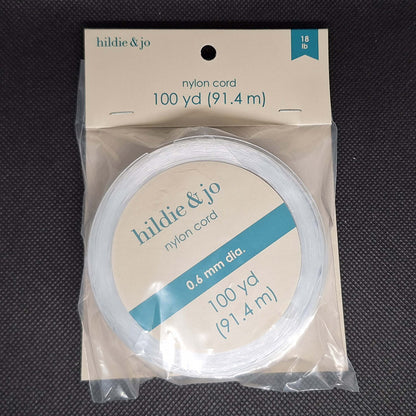 hildie & jo
18
lb
nylon cord
100 yd (91.4 m)
hildie & jo
nylon cord
0.6 mm dia.
100 yd
(91.4 m)